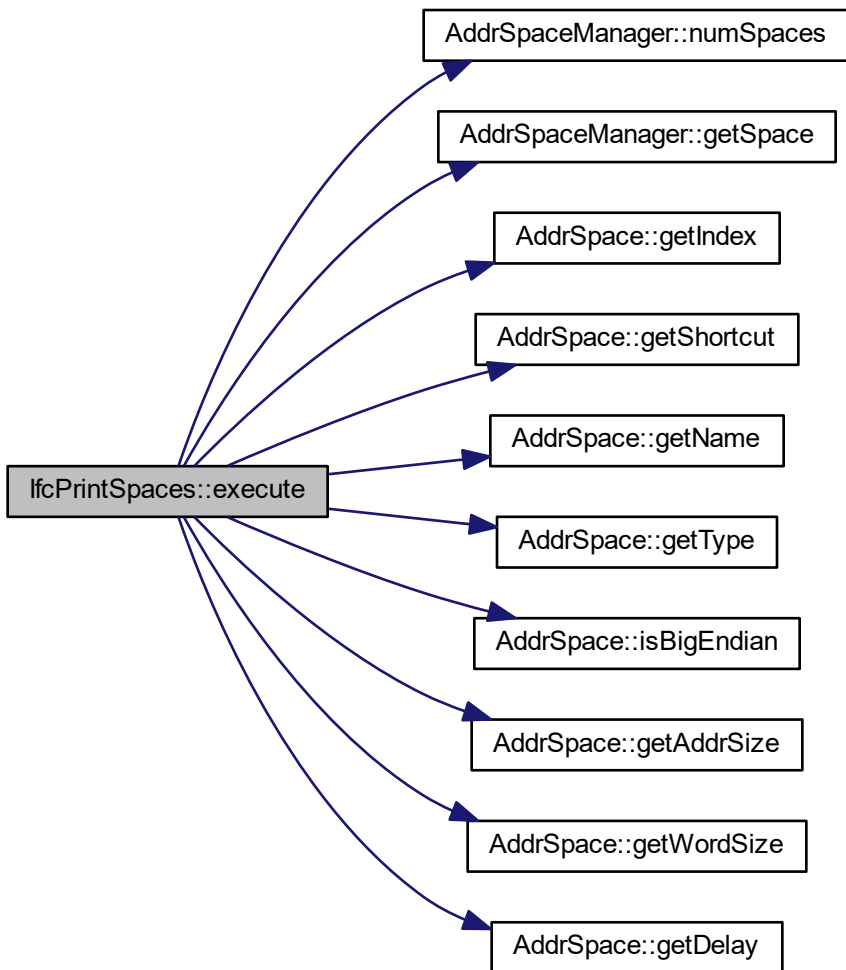 AddrSpaceManager::numSpaces
AddrSpaceManager::getSpace
AddrSpace::getIndex
AddrSpace::getShortcut
AddrSpace::getName
IfcPrintSpaces::execute
AddrSpace::getType
AddrSpace::isBigEndian
AddrSpace::getAddrSize
AddrSpace::getWordSize
AddrSpace::getDelay